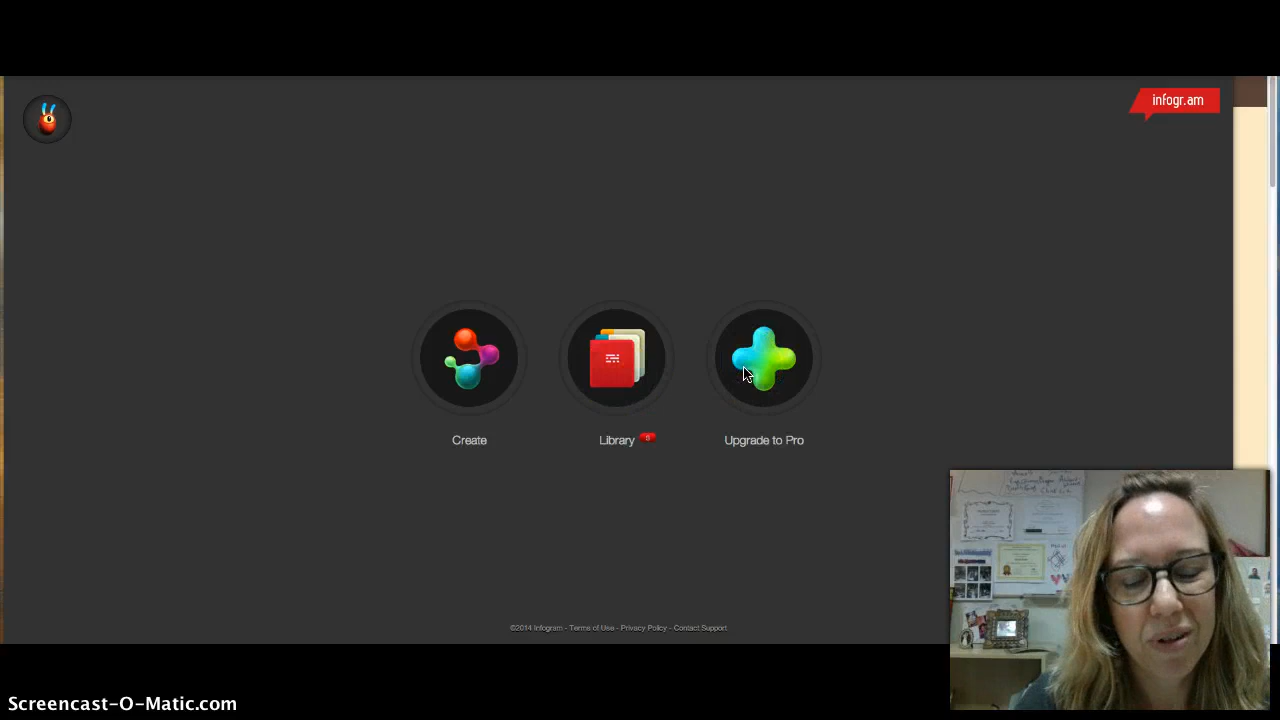 infogr.am
Create
Library
Upgrade to Pro
©2014 Infogram - Terms of Use - Privacy Policy - Contact Support
Screencast-O-Matic.com